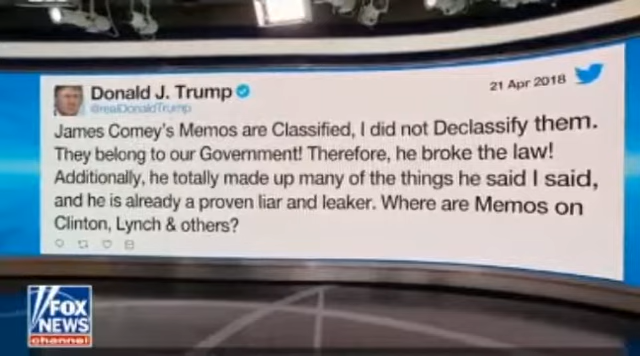 Donald J. Trump
@realDonaldTrump
21 Apr 2018
James Comey's Memos are Classified, I did not Declassify them.
They belong to our Government! Therefore, he broke the law!
Additionally, he totally made up many of the things he said I said,
and he is already a proven liar and leaker. Where are Memos on
Clinton, Lynch & others?
FOX
NEWS
channel